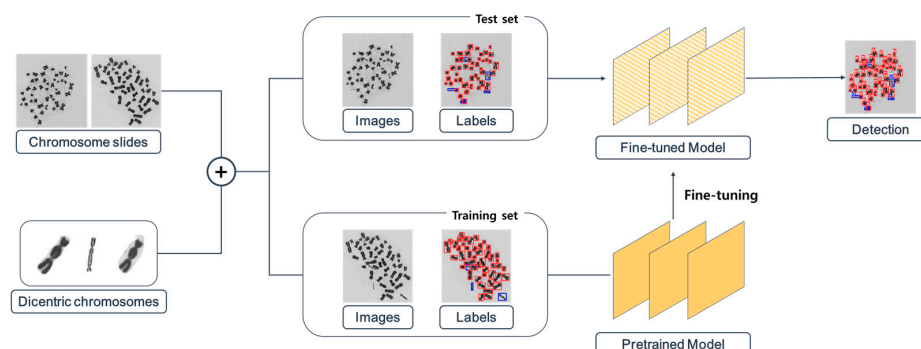 Test set
Images
Labels
Chromosome slides
Fine-tuned Model
Detection
+
Fine-tuning
Training set
Dicentric chromosomes
Images
Labels
Pretrained Model